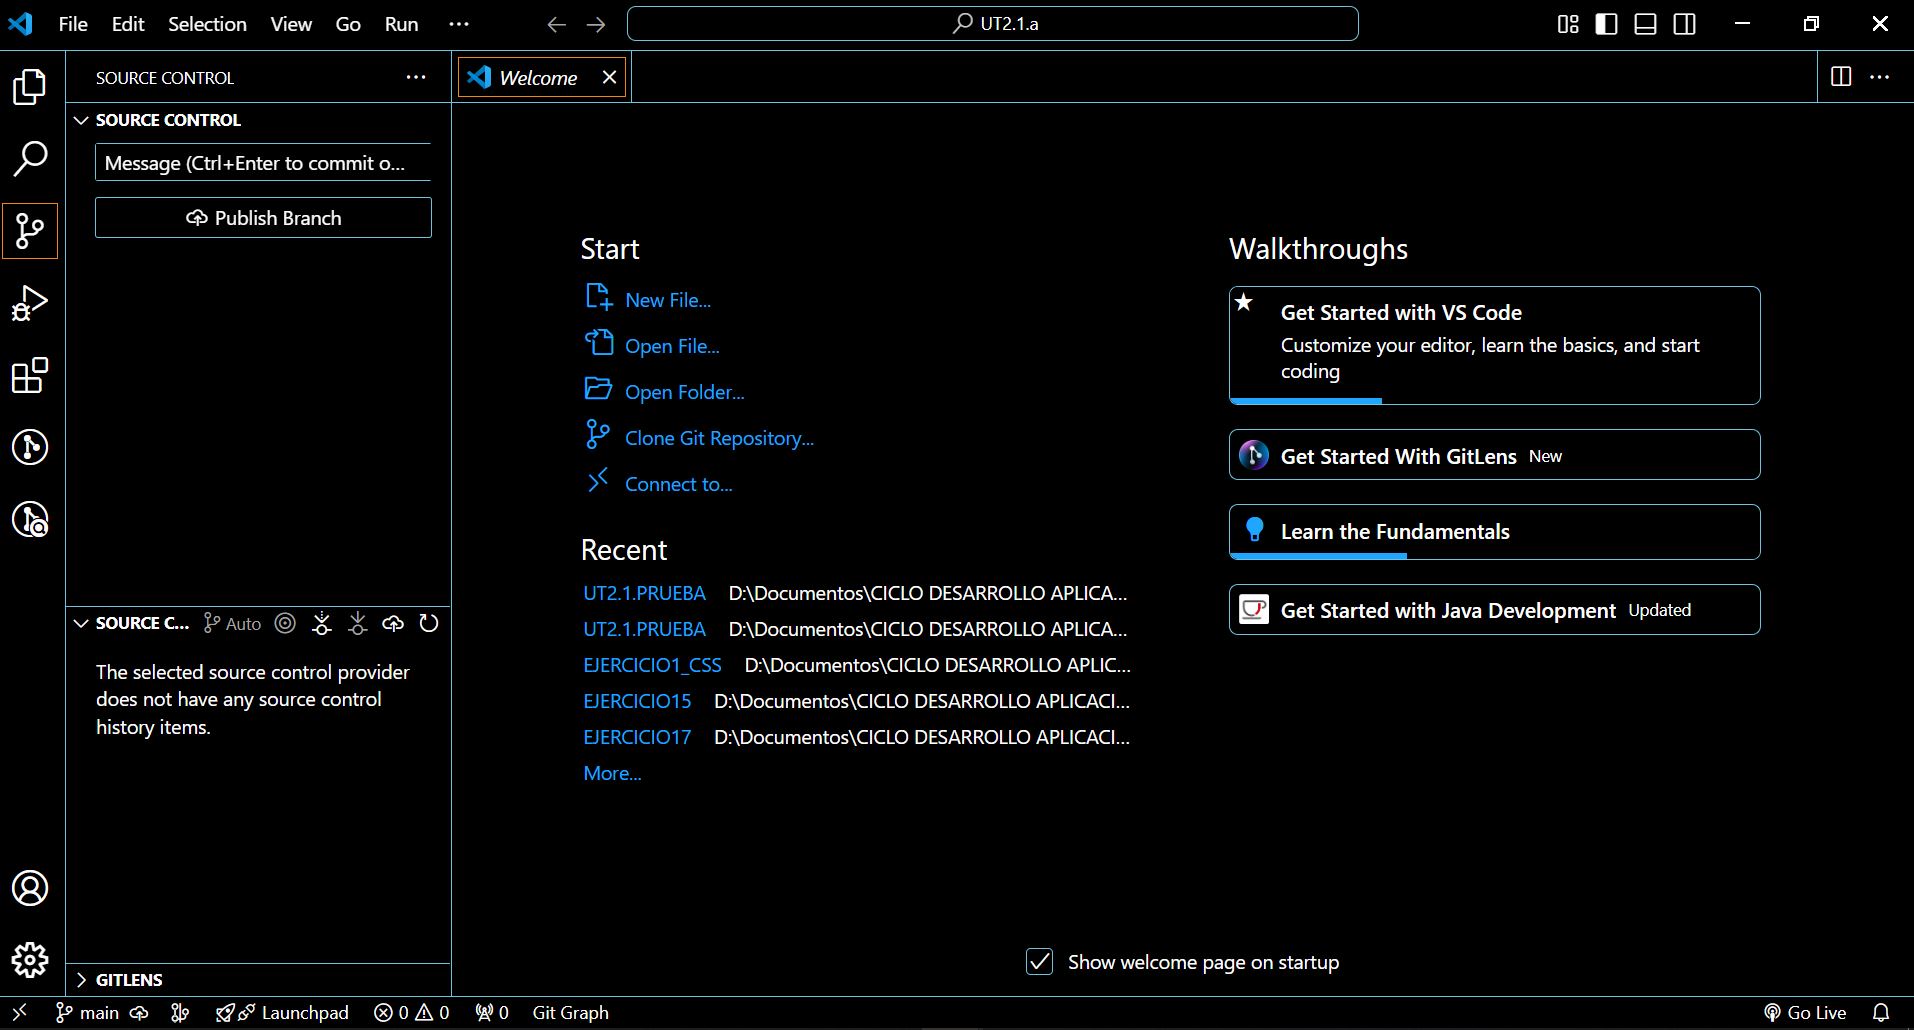 File Edit Selection View Go Run ··· UT2.1.a
SOURCE CONTROL ···
Welcome
SOURCE CONTROL
Message (Ctrl+Enter to commit o...
Publish Branch
SOURCE C... Auto
The selected source control provider
does not have any source control
history items.
GITLENS
Start
New File...
Open File...
Open Folder...
Clone Git Repository...
Connect to...
Recent
UT2.1.PRUEBA D:\Documentos\CICLO DESARROLLO APLICA...
UT2.1.PRUEBA D:\Documentos\CICLO DESARROLLO APLICA...
EJERCICIO1_CSS D:\Documentos\CICLO DESARROLLO APLIC...
EJERCICIO15 D:\Documentos\CICLO DESARROLLO APLICACI...
EJERCICIO17 D:\Documentos\CICLO DESARROLLO APLICACI...
More...
Walkthroughs
Get Started with VS Code
Customize your editor, learn the basics, and start
coding
Get Started With GitLens New
Learn the Fundamentals
Get Started with Java Development Updated
Show welcome page on startup
main Launchpad 0 0 0 Git Graph Go Live